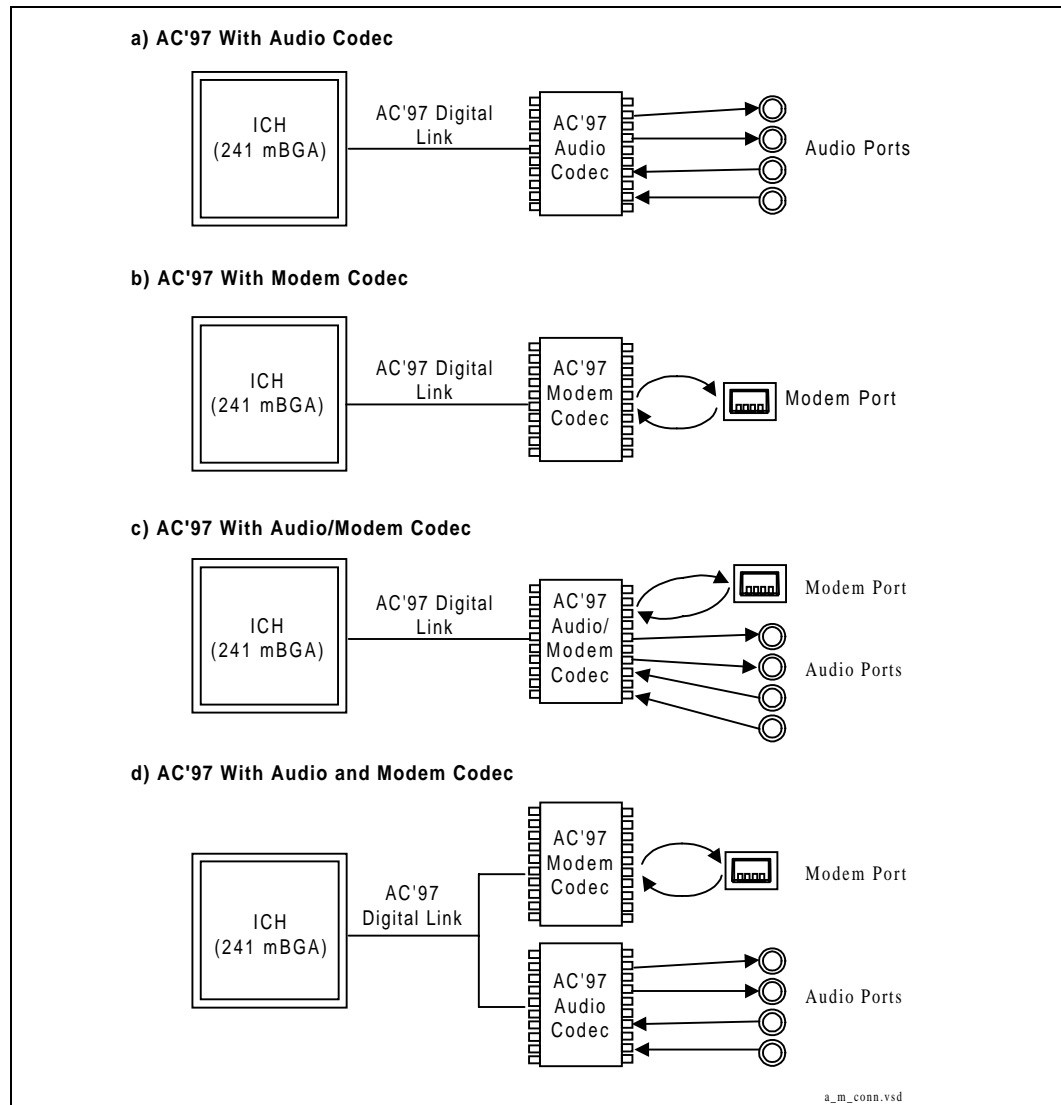 a) AC'97 With Audio Codec
ICH
(241 mBGA)
AC'97 Digital
Link
AC'97
Audio
Codec
Audio Ports
b) AC'97 With Modem Codec
ICH
(241 mBGA)
AC'97 Digital
Link
AC'97
Modem
Codec
Modem Port
c) AC'97 With Audio/Modem Codec
ICH
(241 mBGA)
AC'97 Digital
Link
AC'97
Audio/
Modem
Codec
Modem Port
Audio Ports
d) AC'97 With Audio and Modem Codec
ICH
(241 mBGA)
AC'97
Digital Link
AC'97
Modem
Codec
Modem Port
AC'97
Audio
Codec
Audio Ports
a_m_conn.vsd